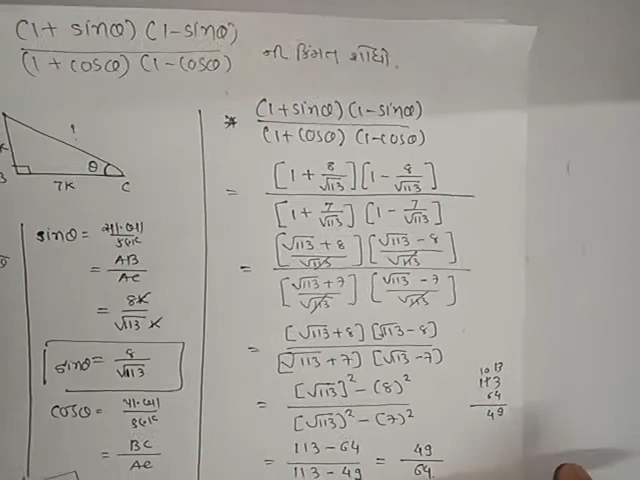 (1 + sinθ) (1 - sinθ)
(1 + cosθ) (1 - cosθ) ની કિંમત શોધો.
θ
7K C
sinθ = સા.બા / કર્ણ
= AB / AC
= 8K / √113 K
sinθ = 8 / √113
cosθ = પા.બા / કર્ણ
= BC / AC
* (1 + sinθ) (1 - sinθ) / (1 + cosθ) (1 - cosθ)
= [1 + 8/√113] [1 - 8/√113] / [1 + 7/√113] [1 - 7/√113]
= [√113 + 8 / √113] [√113 - 8 / √113] / [√113 + 7 / √113] [√113 - 7 / √113]
= [√113 + 8] [√113 - 8] / [√113 + 7] [√113 - 7]
= [√113]² - (8)² / [√113]² - (7)²
= 113 - 64 / 113 - 49 = 49 / 64
10 13
113
64
49